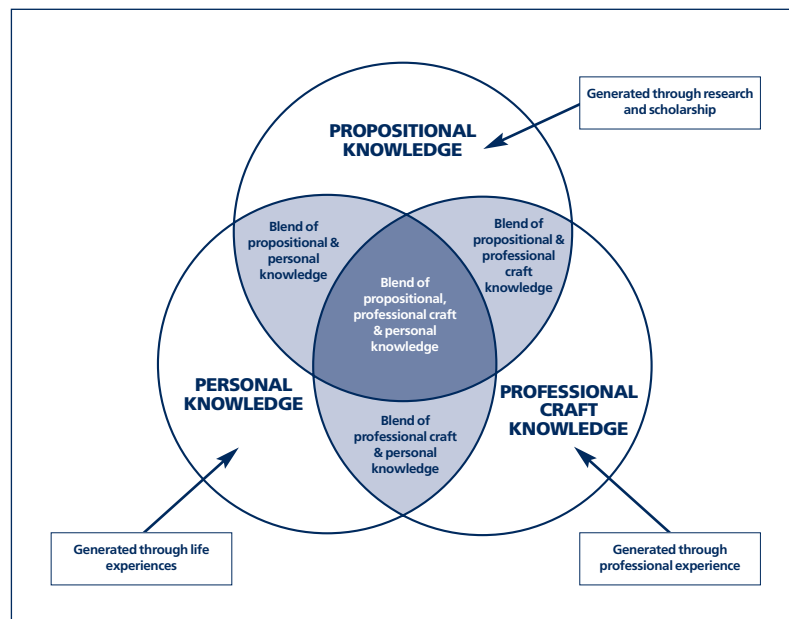 Generated through research
and scholarship
PROPOSITIONAL
KNOWLEDGE
Blend of
propositional &
personal
knowledge
Blend of
propositional &
professional
craft
knowledge
Blend of
propositional,
professional craft
& personal
knowledge
PERSONAL
KNOWLEDGE
PROFESSIONAL
CRAFT
KNOWLEDGE
Blend of
professional craft
& personal
knowledge
Generated through life
experiences
Generated through
professional experience